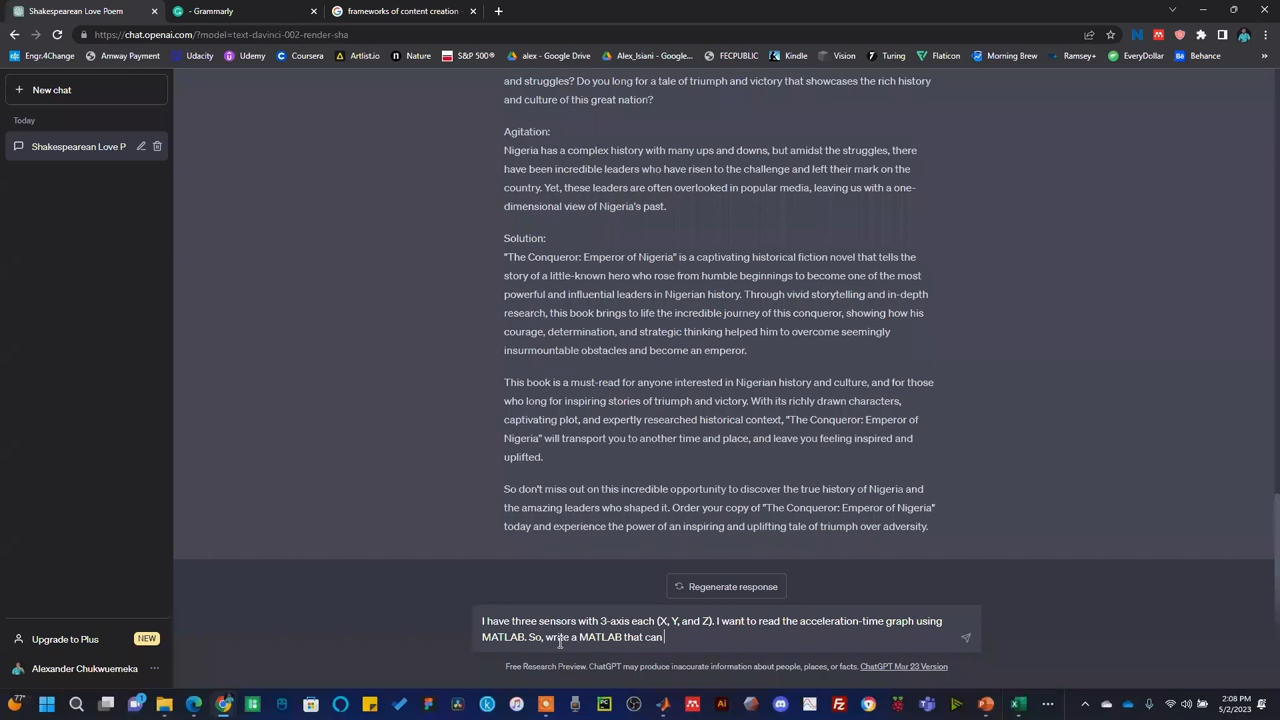 Shakespearean Love Poem
- Grammarly
frameworks of content creation -
https://chat.openai.com/?model=text-davinci-002-render-sha
Engr.4Change
Amway Payment
Udacity
Udemy
Coursera
Artlist.io
Nature
S&P 500®
alex - Google Drive
Alex_Isiani - Googl...
FECPUBLIC
Kindle
Vision
Turing
Flaticon
Morning Brew
Ramsey+
EveryDollar
Behance
New chat
Today
Shakespearean Love P
and struggles? Do you long for a tale of triumph and victory that showcases the rich history
and culture of this great nation?
Agitation:
Nigeria has a complex history with many ups and downs, but amidst the struggles, there
have been incredible leaders who have risen to the challenge and left their mark on the
country. Yet, these leaders are often overlooked in popular media, leaving us with a one-
dimensional view of Nigeria's past.
Solution:
"The Conqueror: Emperor of Nigeria" is a captivating historical fiction novel that tells the
story of a little-known hero who rose from humble beginnings to become one of the most
powerful and influential leaders in Nigerian history. Through vivid storytelling and in-depth
research, this book brings to life the incredible journey of this conqueror, showing how his
courage, determination, and strategic thinking helped him to overcome seemingly
insurmountable obstacles and become an emperor.
This book is a must-read for anyone interested in Nigerian history and culture, and for those
who long for inspiring stories of triumph and victory. With its richly drawn characters,
captivating plot, and expertly researched historical context, "The Conqueror: Emperor of
Nigeria" will transport you to another time and place, and leave you feeling inspired and
uplifted.
So don't miss out on this incredible opportunity to discover the true history of Nigeria and
the amazing leaders who shaped it. Order your copy of "The Conqueror: Emperor of Nigeria"
today and experience the power of an inspiring and uplifting tale of triumph over adversity.
Regenerate response
I have three sensors with 3-axis each (X, Y, and Z). I want to read the acceleration-time graph using
MATLAB. So, write a MATLAB that can
Free Research Preview. ChatGPT may produce inaccurate information about people, places, or facts. ChatGPT Mar 23 Version
Upgrade to Plus
NEW
Alexander Chukwuemeka
77°
2:08 PM
5/2/2023